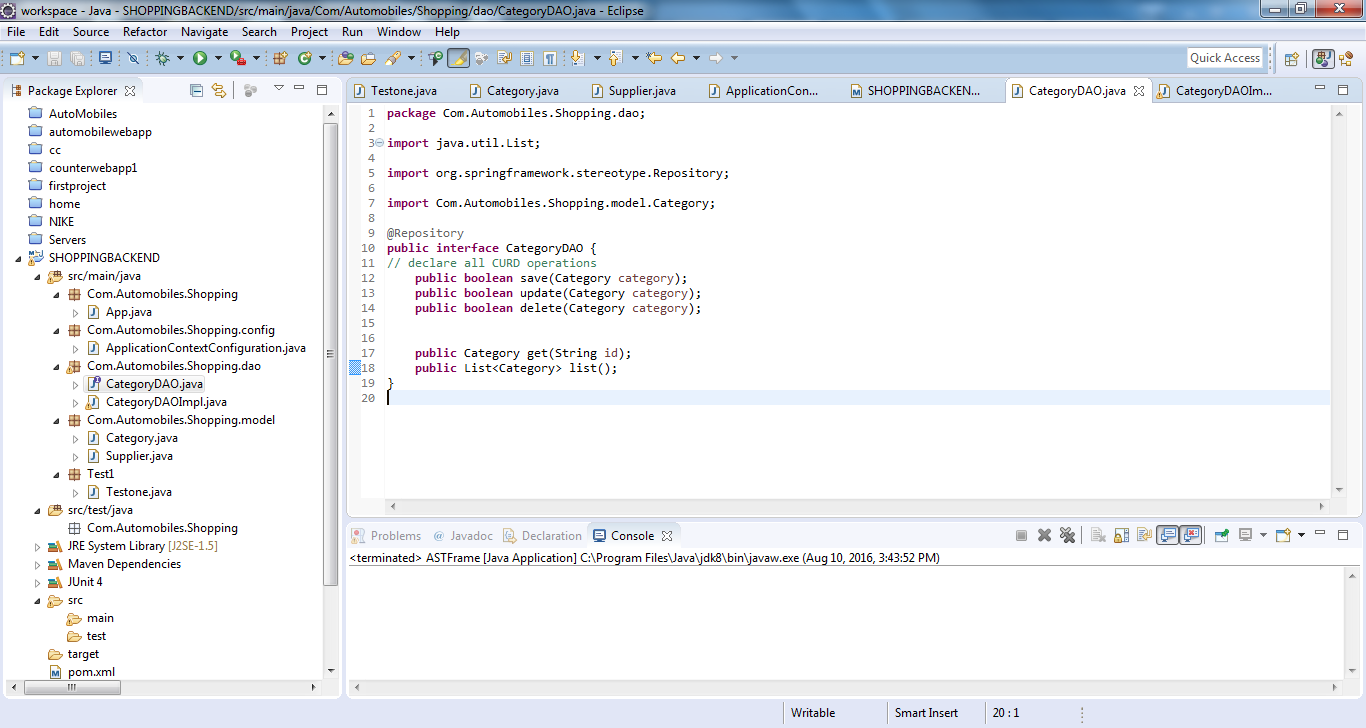 workspace - Java - SHOPPINGBACKEND/src/main/java/Com/Automobiles/Shopping/dao/CategoryDAO.java - Eclipse
File Edit Source Refactor Navigate Search Project Run Window Help
Quick Access
Package Explorer
AutoMobiles
automobilewebapp
cc
counterwebapp1
firstproject
home
NIKE
Servers
SHOPPINGBACKEND
src/main/java
Com.Automobiles.Shopping
App.java
Com.Automobiles.Shopping.config
ApplicationContextConfiguration.java
Com.Automobiles.Shopping.dao
CategoryDAO.java
CategoryDAOImpl.java
Com.Automobiles.Shopping.model
Category.java
Supplier.java
Test1
Testone.java
src/test/java
Com.Automobiles.Shopping
JRE System Library [J2SE-1.5]
Maven Dependencies
JUnit 4
src
main
test
target
pom.xml
Testone.java Category.java Supplier.java ApplicationCon... SHOPPINGBACKEN... CategoryDAO.java CategoryDAOIm...
1 package Com.Automobiles.Shopping.dao;
2
3 import java.util.List;
4
5 import org.springframework.stereotype.Repository;
6
7 import Com.Automobiles.Shopping.model.Category;
8
9 @Repository
10 public interface CategoryDAO {
11 // declare all CURD operations
12 public boolean save(Category category);
13 public boolean update(Category category);
14 public boolean delete(Category category);
15
16
17 public Category get(String id);
18 public List<Category> list();
19 }
20
Problems @ Javadoc Declaration Console
<terminated> ASTFrame [Java Application] C:\Program Files\Java\jdk8\bin\javaw.exe (Aug 10, 2016, 3:43:52 PM)
Writable Smart Insert 20 : 1